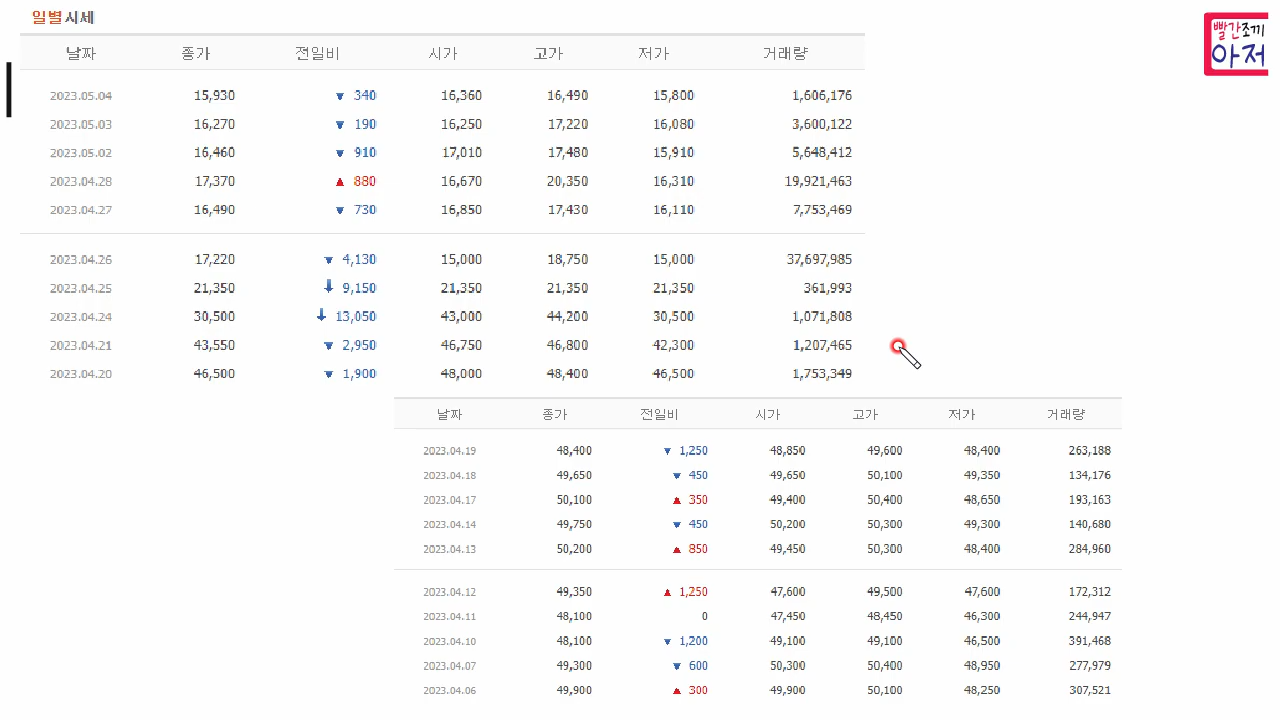 일별시세
빨간조끼
아저
날짜 종가 전일비 시가 고가 저가 거래량
2023.05.04 15,930 ▼ 340 16,360 16,490 15,800 1,606,176
2023.05.03 16,270 ▼ 190 16,250 17,220 16,080 3,600,122
2023.05.02 16,460 ▼ 910 17,010 17,480 15,910 5,648,412
2023.04.28 17,370 ▲ 880 16,670 20,350 16,310 19,921,463
2023.04.27 16,490 ▼ 730 16,850 17,430 16,110 7,753,469
2023.04.26 17,220 ▼ 4,130 15,000 18,750 15,000 37,697,985
2023.04.25 21,350 ↓ 9,150 21,350 21,350 21,350 361,993
2023.04.24 30,500 ↓ 13,050 43,000 44,200 30,500 1,071,808
2023.04.21 43,550 ▼ 2,950 46,750 46,800 42,300 1,207,465
2023.04.20 46,500 ▼ 1,900 48,000 48,400 46,500 1,753,349
날짜 종가 전일비 시가 고가 저가 거래량
2023.04.19 48,400 ▼ 1,250 48,850 49,600 48,400 263,188
2023.04.18 49,650 ▼ 450 49,650 50,100 49,350 134,176
2023.04.17 50,100 ▲ 350 49,400 50,400 48,650 193,163
2023.04.14 49,750 ▼ 450 50,200 50,300 49,300 140,680
2023.04.13 50,200 ▲ 850 49,450 50,300 48,400 284,960
2023.04.12 49,350 ▲ 1,250 47,600 49,500 47,600 172,312
2023.04.11 48,100 0 47,450 48,450 46,300 244,947
2023.04.10 48,100 ▼ 1,200 49,100 49,100 46,500 391,468
2023.04.07 49,300 ▼ 600 50,300 50,400 48,950 277,979
2023.04.06 49,900 ▲ 300 49,900 50,100 48,250 307,521